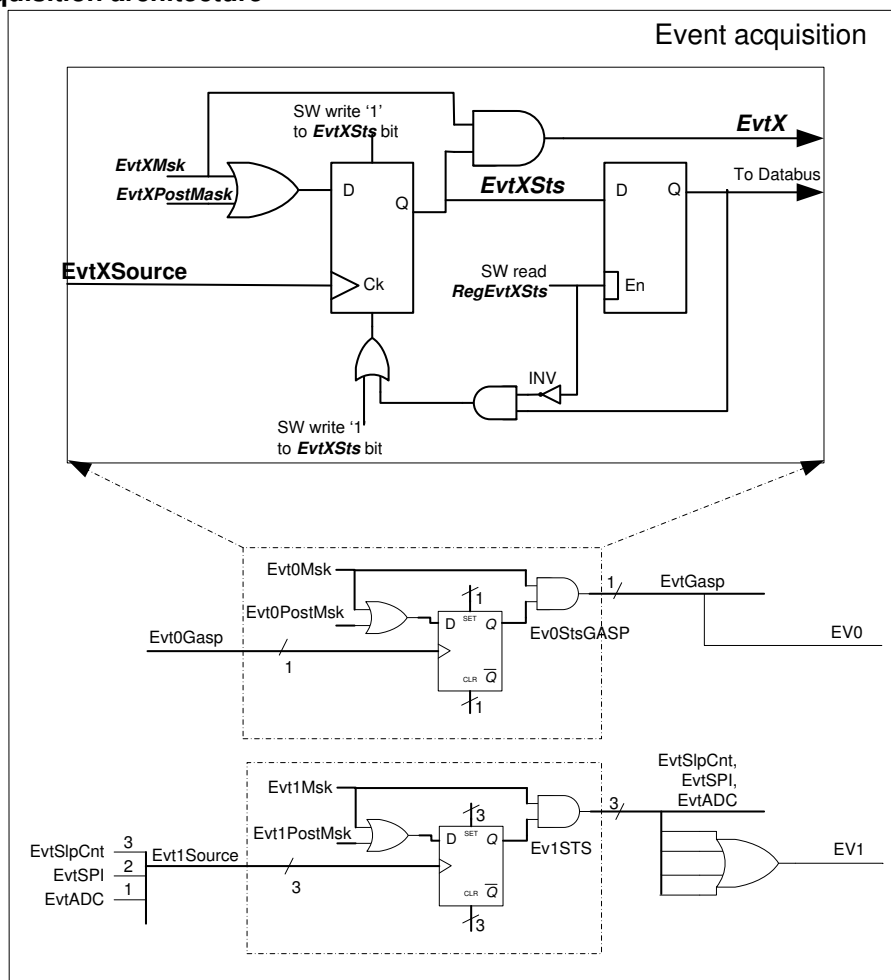 quisition architecture
Event acquisition
SW write '1'
to EvtXSts bit
EvtX
EvtXMsk
EvtXPostMask
D
Q
EvtXSts
D
Q
To Databus
EvtXSource
Ck
SW read
RegEvtXSts
En
INV
SW write '1
to EvtXSts bit
Evt0Msk
1
EvtGasp
Evt0PostMsk
1
D
SET
Q
Ev0StsGASP
EV0
Evt0Gasp
1
CLR
Q
1
Evt1Msk
3
EvtSlpCnt,
EvtSPI,
EvtADC
Evt1PostMsk
3
D
SET
Q
Ev1STS
EV1
EvtSlpCnt
3
Evt1Source
EvtSPI
2
3
EvtADC
1
CLR
Q
3